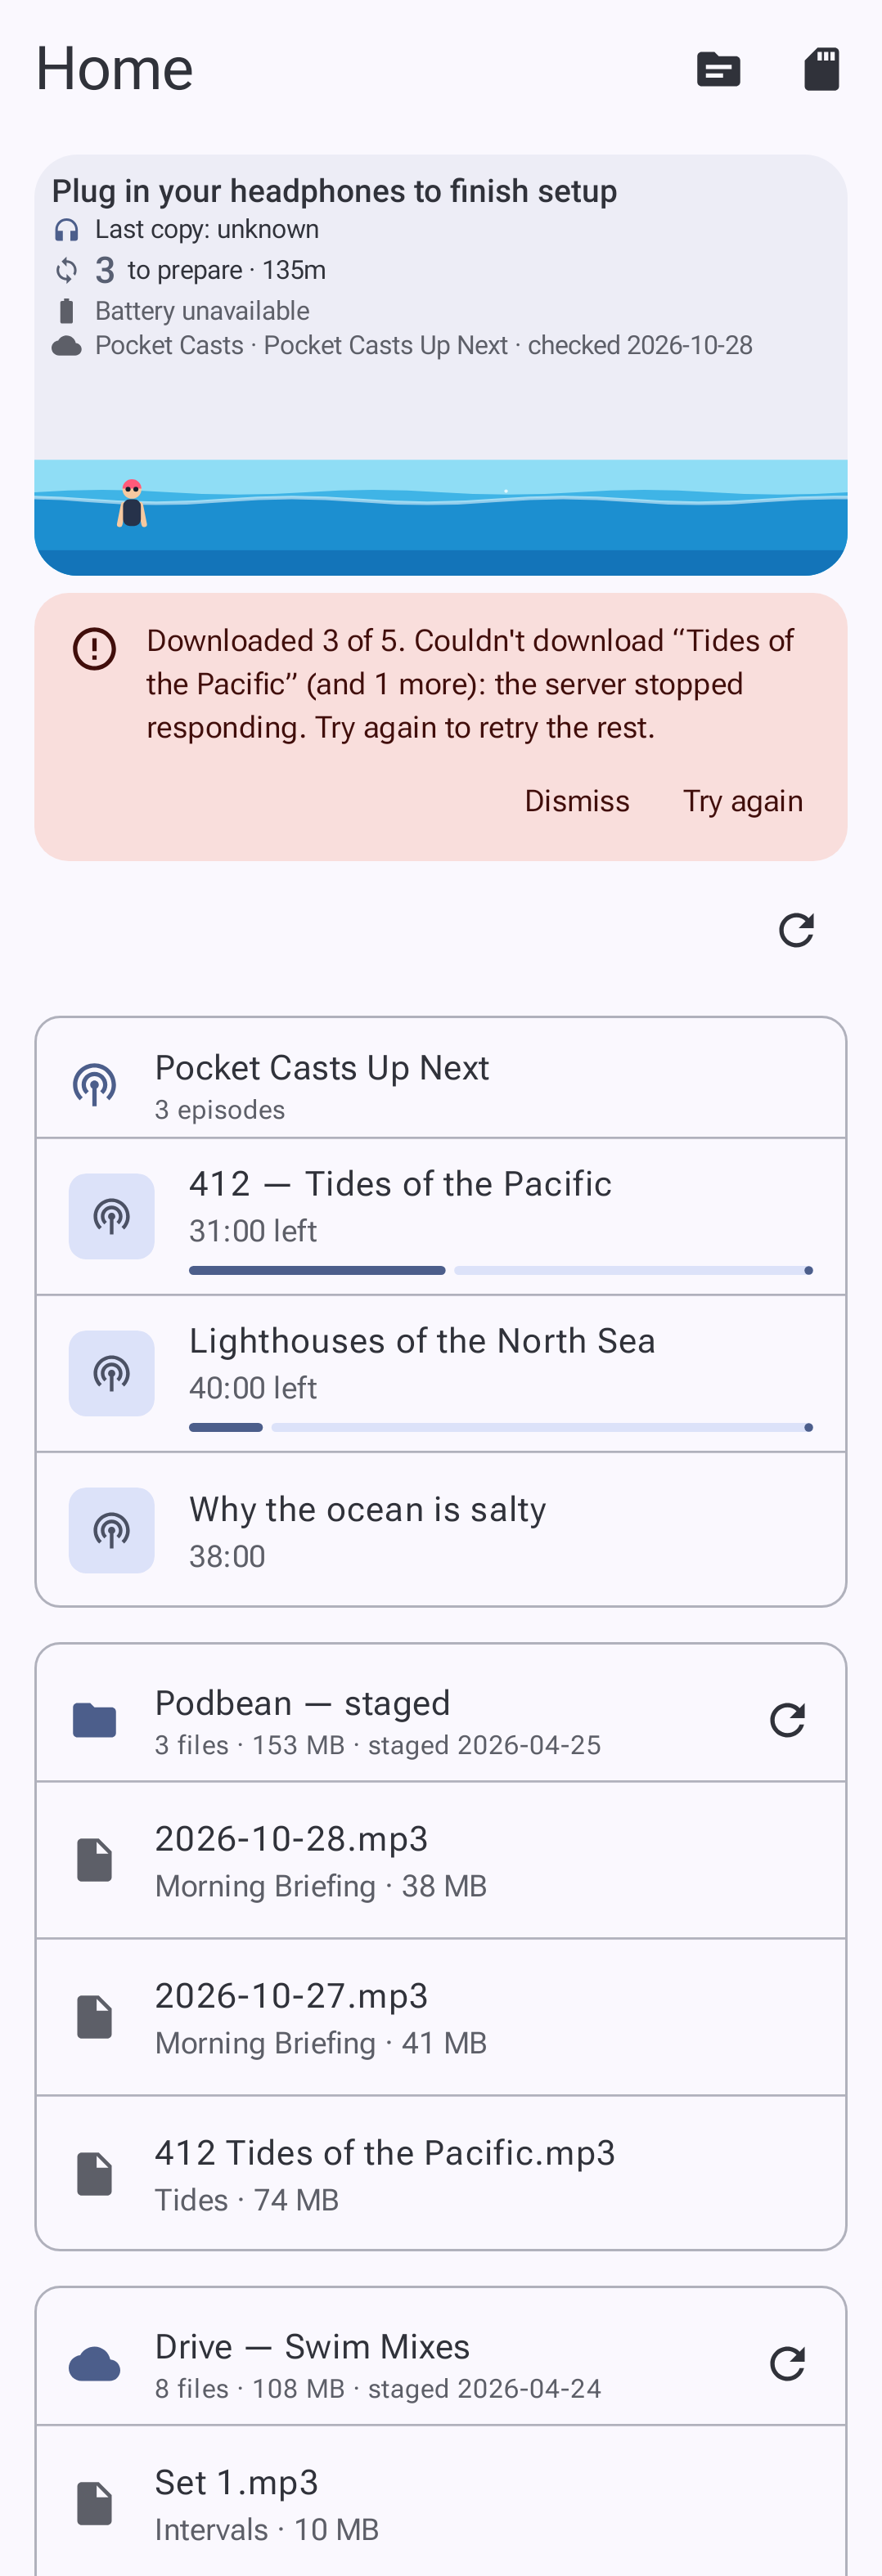 Home
Plug in your headphones to finish setup
Last copy: unknown
3 to prepare · 135m
Battery unavailable
Pocket Casts · Pocket Casts Up Next · checked 2026-10-28
Downloaded 3 of 5. Couldn't download “Tides of
the Pacific” (and 1 more): the server stopped
responding. Try again to retry the rest.
Dismiss Try again
Pocket Casts Up Next
3 episodes
412 — Tides of the Pacific
31:00 left
Lighthouses of the North Sea
40:00 left
Why the ocean is salty
38:00
Podbean — staged
3 files · 153 MB · staged 2026-04-25
2026-10-28.mp3
Morning Briefing · 38 MB
2026-10-27.mp3
Morning Briefing · 41 MB
412 Tides of the Pacific.mp3
Tides · 74 MB
Drive — Swim Mixes
8 files · 108 MB · staged 2026-04-24
Set 1.mp3
Intervals · 10 MB